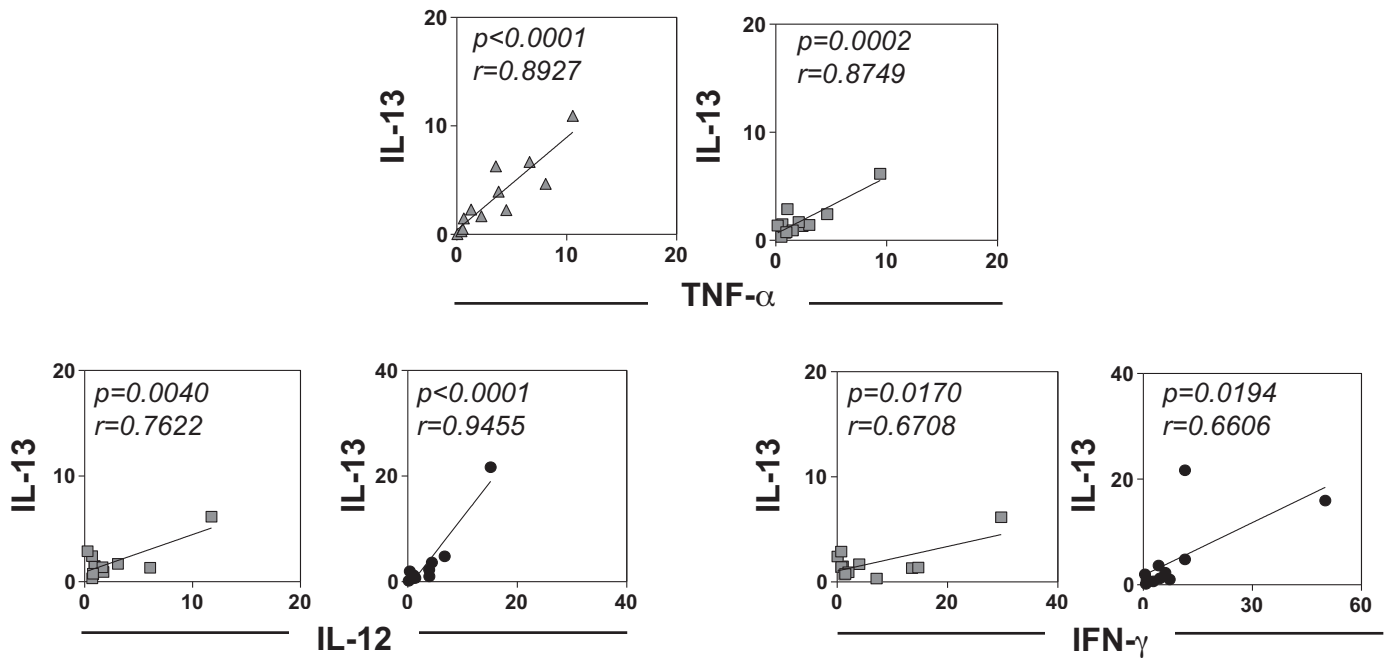 20
10
0
IL-13
p<0.0001
r=0.8927
0 10 20
20
10
0
IL-13
p=0.0002
r=0.8749
0 10 20
TNF-α
20
10
0
IL-13
p=0.0040
r=0.7622
0 10 20
40
20
0
IL-13
p<0.0001
r=0.9455
0 20 40
IL-12
20
10
0
IL-13
p=0.0170
r=0.6708
0 20 40
40
20
0
IL-13
p=0.0194
r=0.6606
0 30 60
IFN-γ